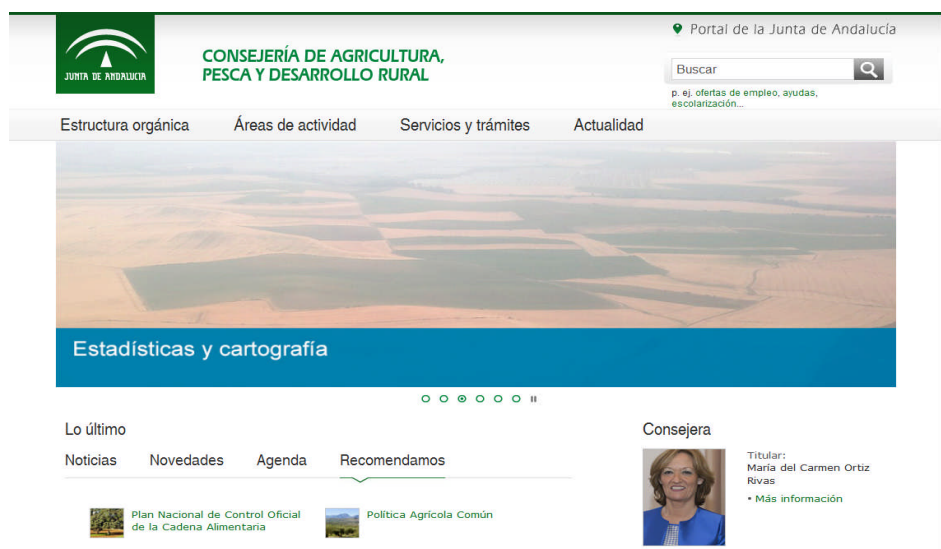 Portal de la Junta de Andalucía
JUNTA DE ANDALUCIA
CONSEJERÍA DE AGRICULTURA,
PESCA Y DESARROLLO RURAL
Buscar
p. ej. ofertas de empleo, ayudas,
escolarización...
Estructura orgánica Áreas de actividad Servicios y trámites Actualidad
Estadísticas y cartografía
Lo último
Noticias Novedades Agenda Recomendamos
Plan Nacional de Control Oficial
de la Cadena Alimentaria
Política Agrícola Común
Consejera
Titular:
María del Carmen Ortiz
Rivas
• Más información